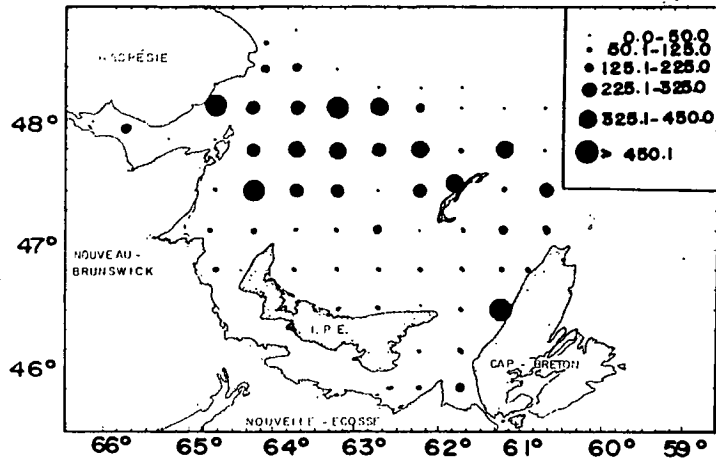 0.0-50.0
50.1-125.0
125.1-225.0
225.1-325.0
325.1-450.0
> 450.1
48°
47°
46°
NOUVEAU-
BRUNSWICK
I.P.E.
CAP-BRETON
NOUVELLE-ECOSSE
66° 65° 64° 63° 62° 61° 60° 59°